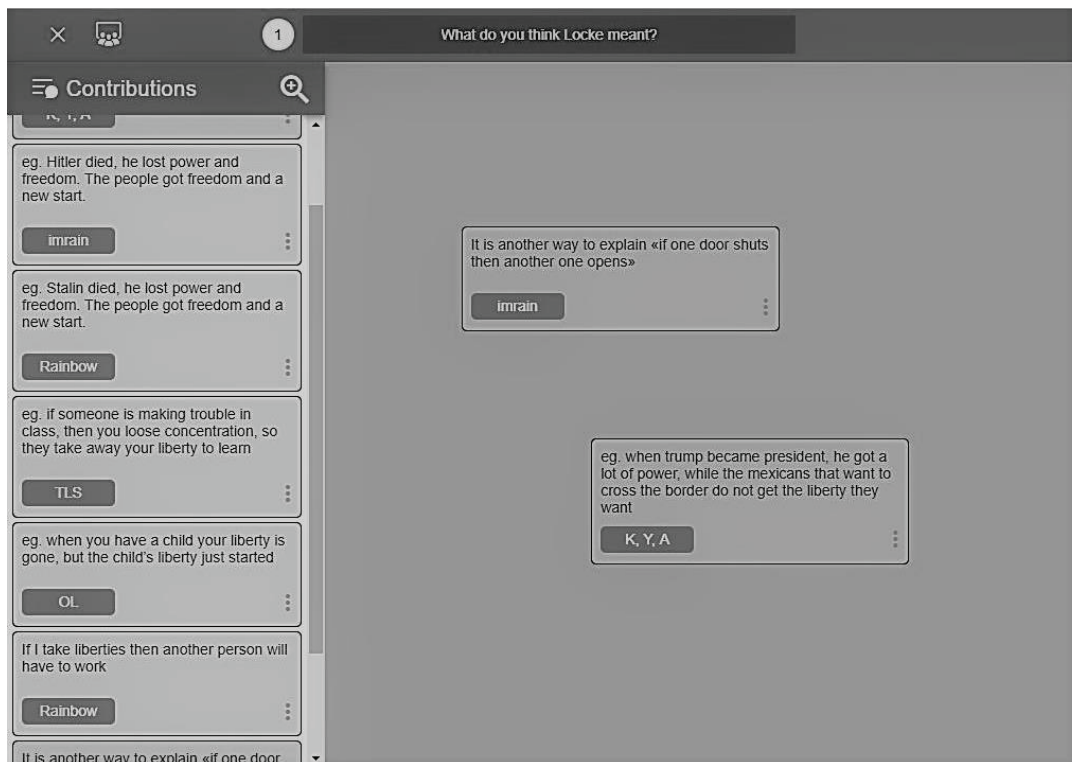 1
What do you think Locke meant?
Contributions
K, Y, A
eg. Hitler died, he lost power and
freedom. The people got freedom and a
new start.
imrain
eg. Stalin died, he lost power and
freedom. The people got freedom and a
new start.
Rainbow
eg. if someone is making trouble in
class, then you loose concentration, so
they take away your liberty to learn
TLS
eg. when you have a child your liberty is
gone, but the child's liberty just started
OL
If I take liberties then another person will
have to work
Rainbow
It is another way to explain «if one door
It is another way to explain «if one door shuts
then another one opens»
imrain
eg. when trump became president, he got a
lot of power, while the mexicans that want to
cross the border do not get the liberty they
want
K, Y, A